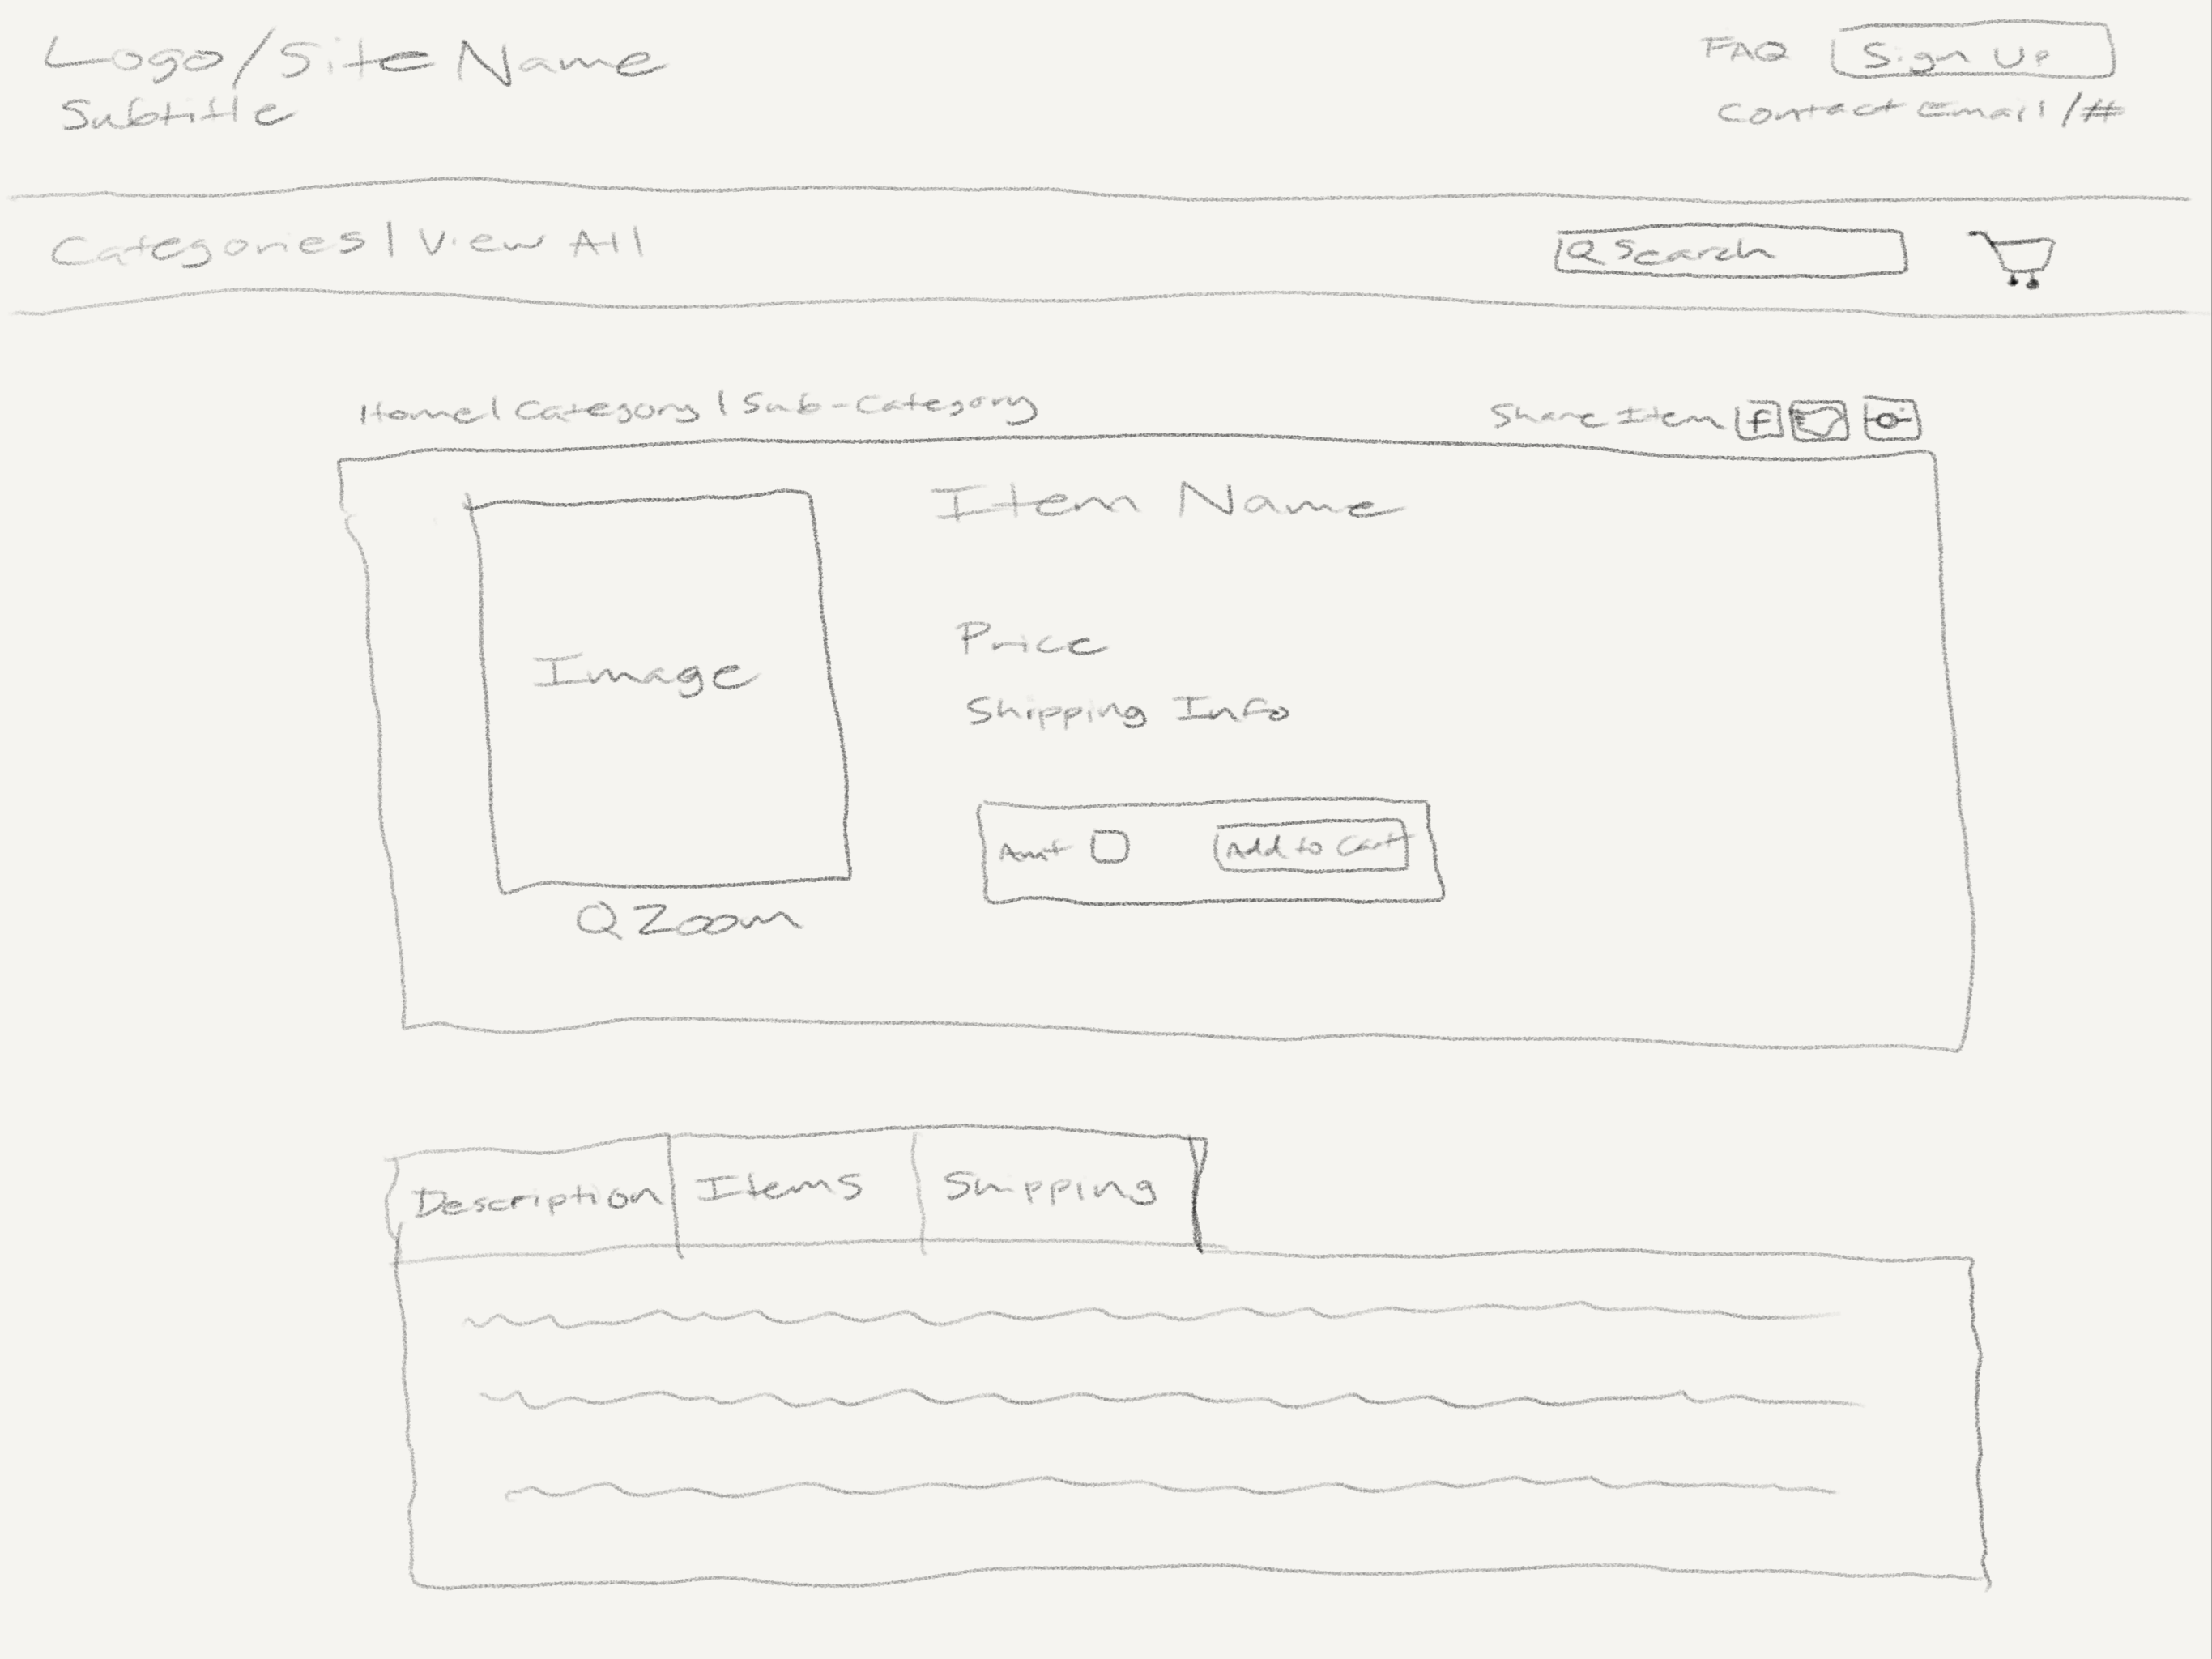 Logo/Site Name
Subtitle
FAQ Sign Up
Contact Email/#
Categories | View All
Search
Home | Category | Sub-Category
Share Item f
Item Name
Image
Price
Shipping Info
Amt Add to Cart
Zoom
Description Items Shipping